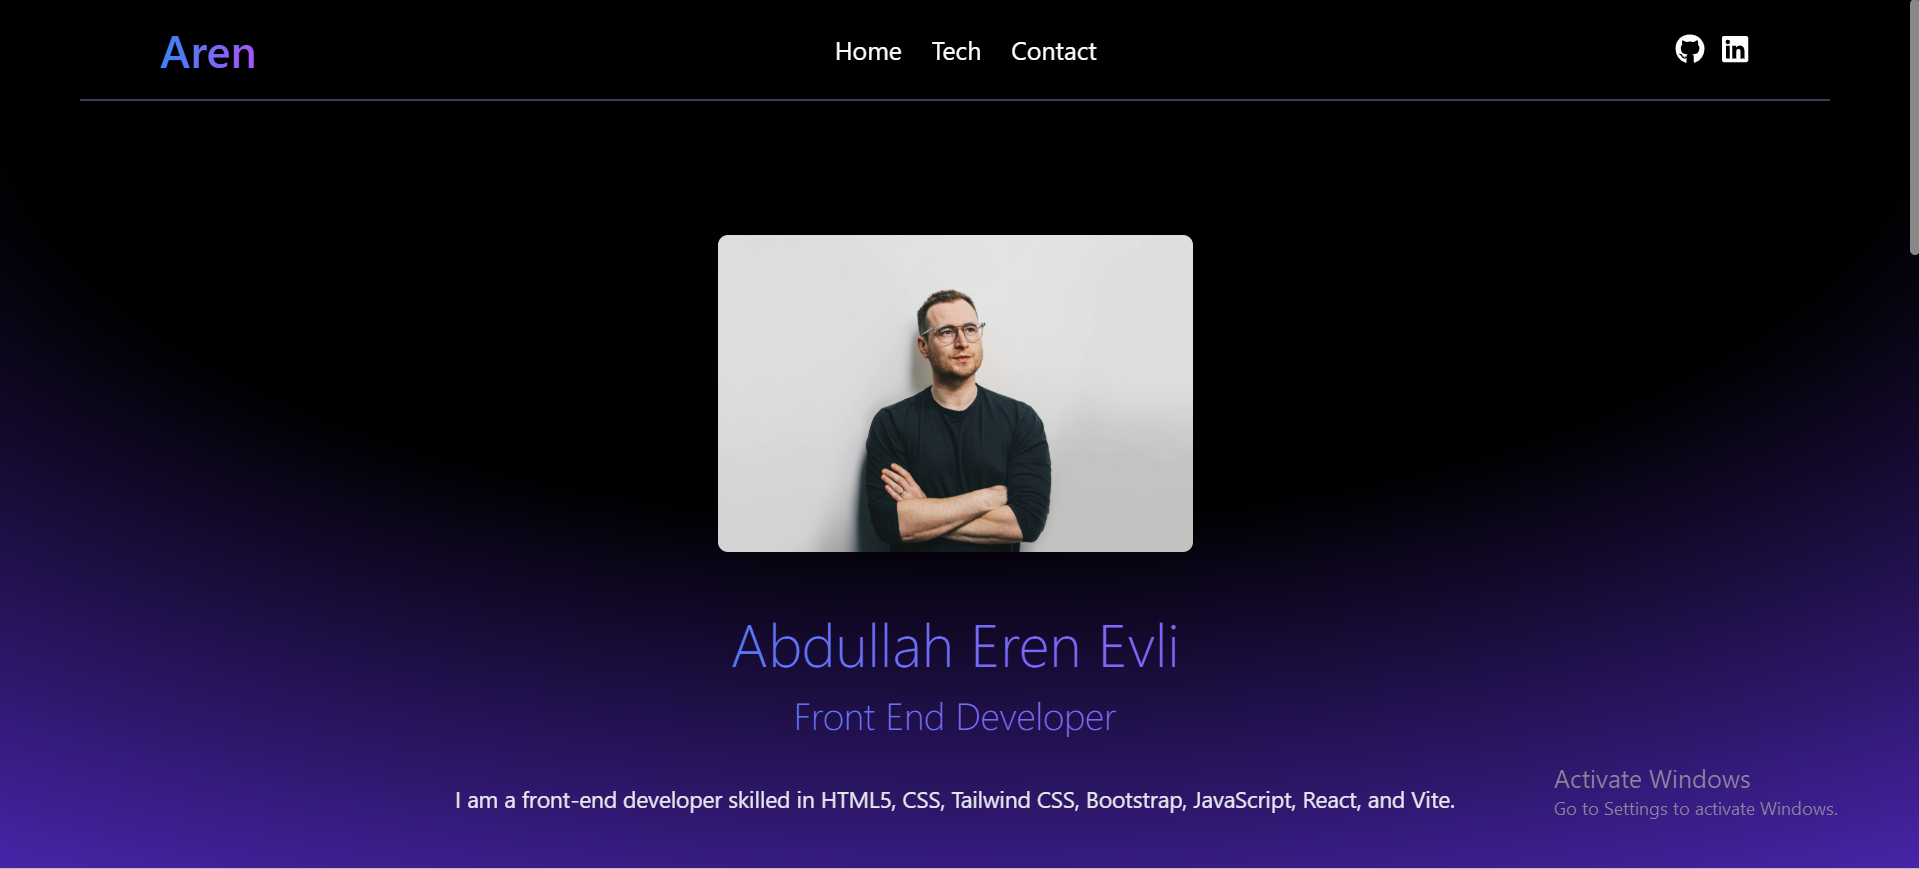 Aren
Home Tech Contact
Abdullah Eren Evli
Front End Developer
I am a front-end developer skilled in HTML5, CSS, Tailwind CSS, Bootstrap, JavaScript, React, and Vite.
Activate Windows
Go to Settings to activate Windows.